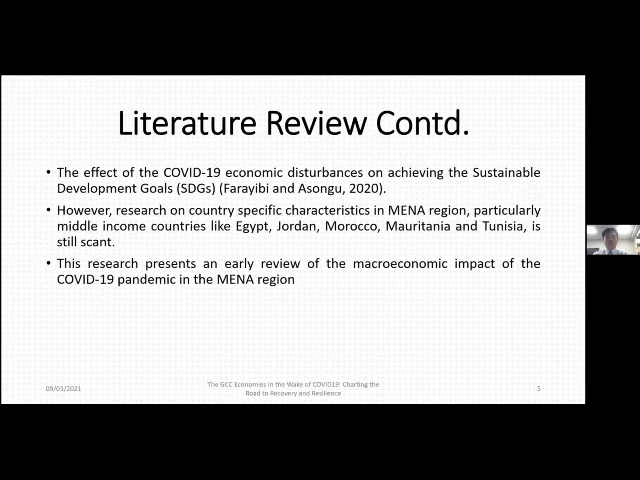 Literature Review Contd.
• The effect of the COVID-19 economic disturbances on achieving the Sustainable
Development Goals (SDGs) (Farayibi and Asongu, 2020).
• However, research on country specific characteristics in MENA region, particularly
middle income countries like Egypt, Jordan, Morocco, Mauritania and Tunisia, is
still scant.
• This research presents an early review of the macroeconomic impact of the
COVID-19 pandemic in the MENA region
09/03/2021
The GCC Economies in the Wake of COVID19: Charting the
Road to Recovery and Resilience
5